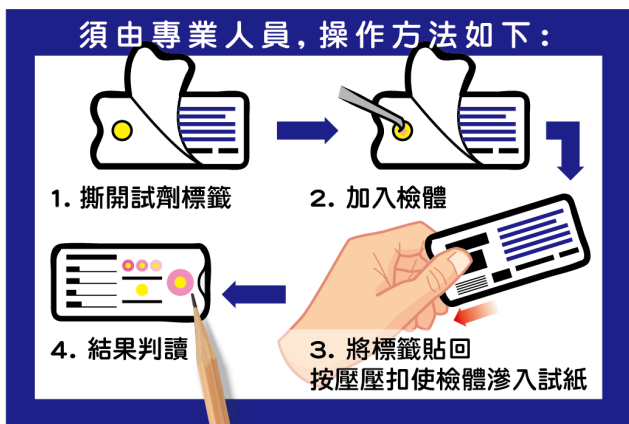 須由專業人員,操作方法如下:
1. 撕開試劑標籤
2. 加入檢體
3. 將標籤貼回
按壓壓扣使檢體滲入試紙
4. 結果判讀